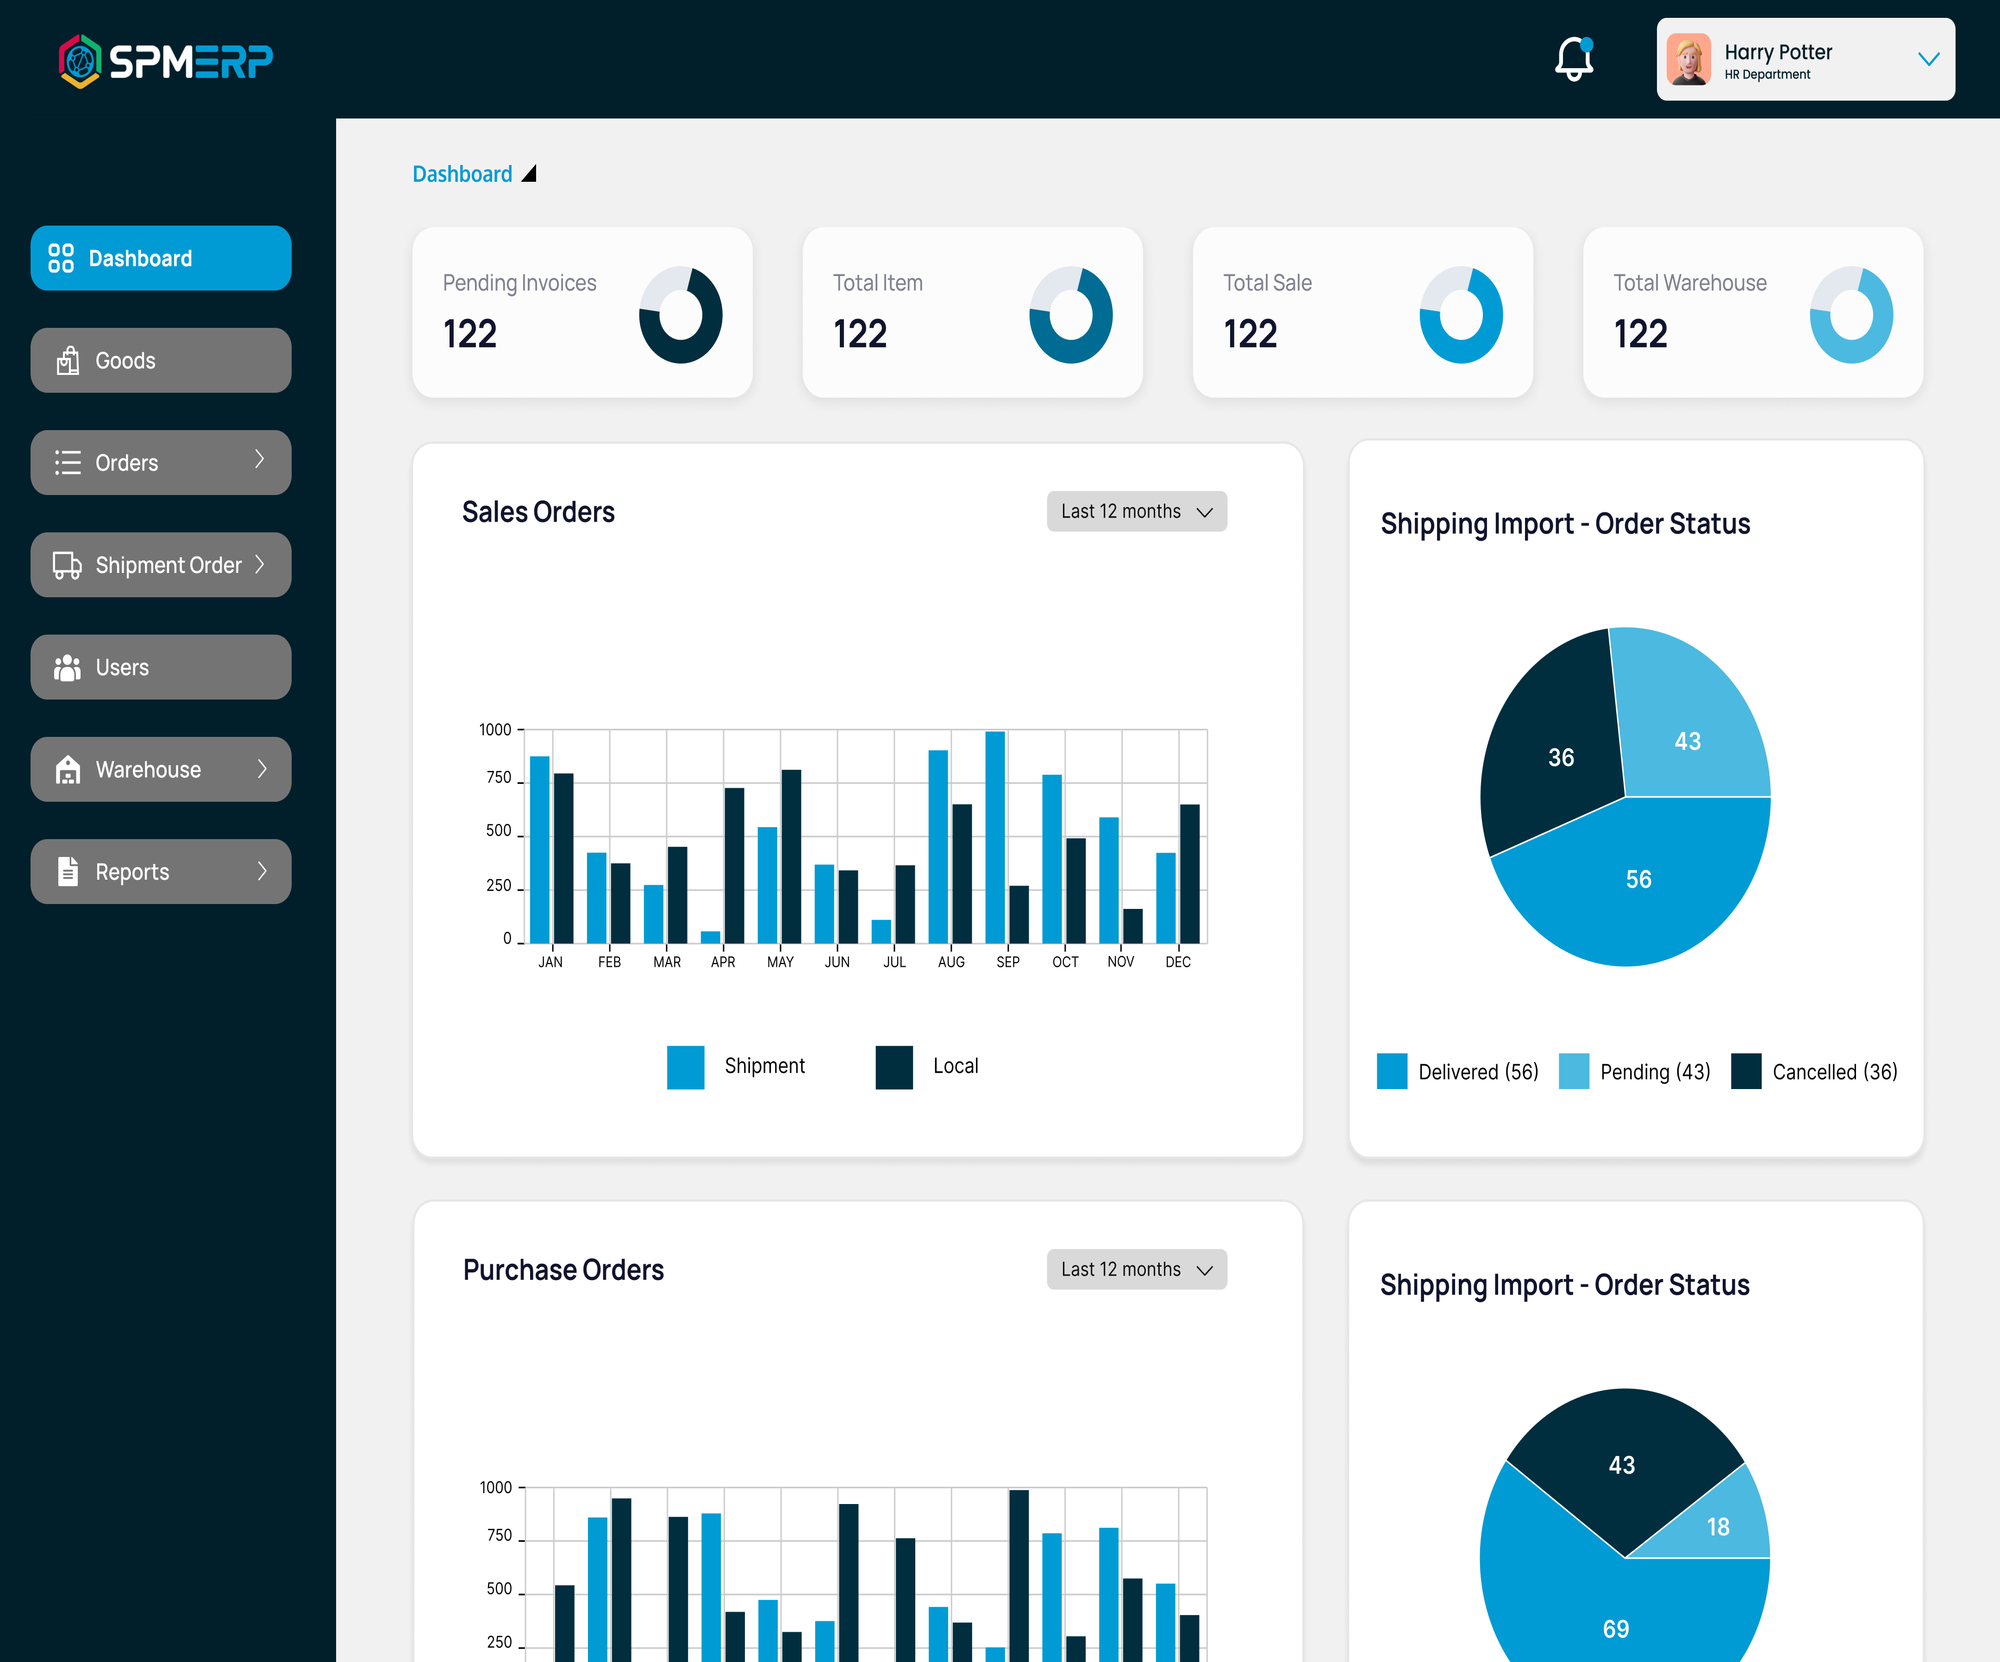 SPMERP
Harry Potter
HR Department
Dashboard
Dashboard
Goods
Orders
Shipment Order
Users
Warehouse
Reports
Pending Invoices
122
Total Item
122
Total Sale
122
Total Warehouse
122
Sales Orders
Last 12 months
1000
750
500
250
0
JAN FEB MAR APR MAY JUN JUL AUG SEP OCT NOV DEC
Shipment Local
Shipping Import - Order Status
36
43
56
Delivered (56) Pending (43) Cancelled (36)
Purchase Orders
Last 12 months
1000
750
500
250
Shipping Import - Order Status
43
18
69